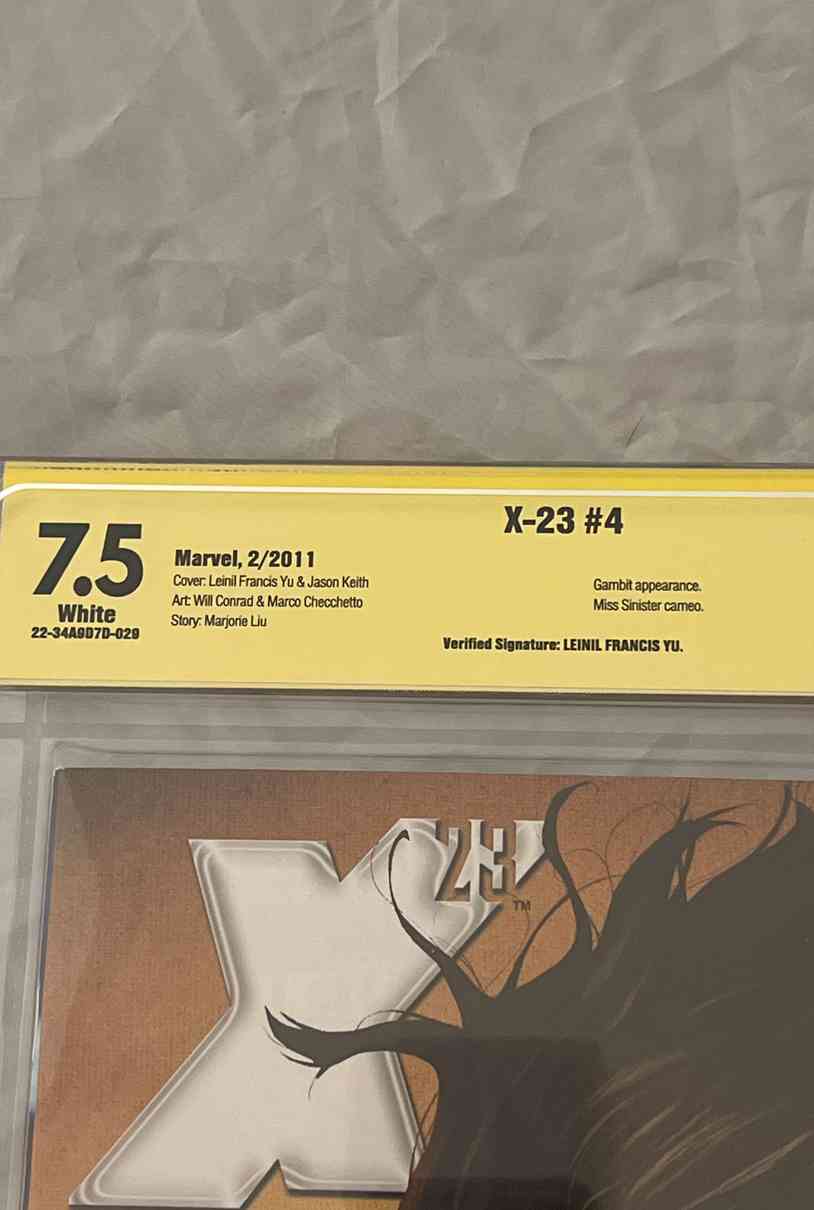 X-23 #4
7.5
White
22-34A9D7D-029
Marvel, 2/2011
Cover: Leinil Francis Yu & Jason Keith
Art: Will Conrad & Marco Checchetto
Story: Marjorie Liu
Gambit appearance.
Miss Sinister cameo.
Verified Signature: LEINIL FRANCIS YU.
X 23
TM